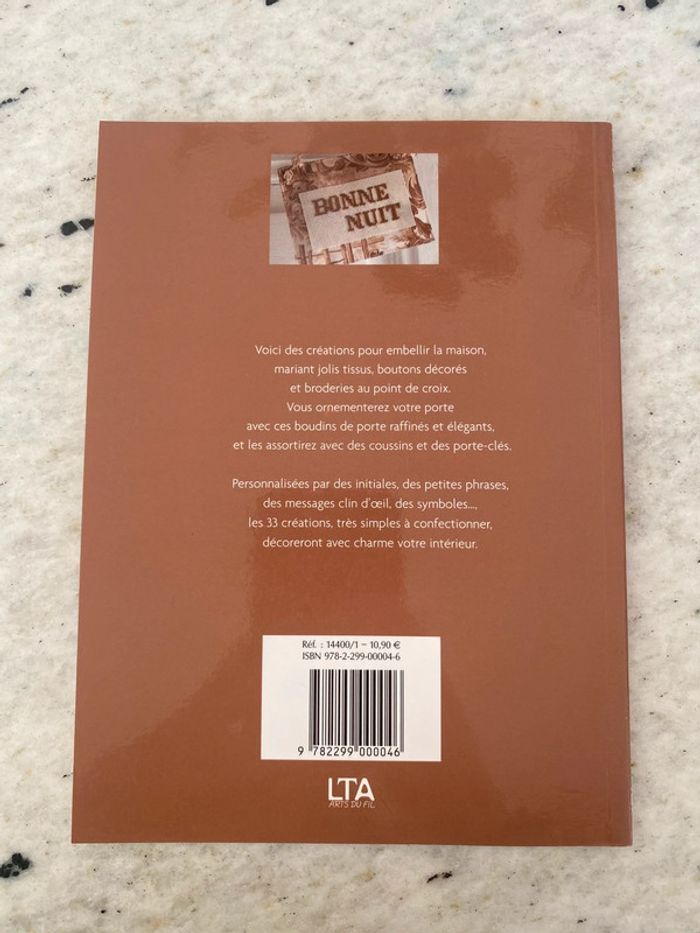 BONNE
NUIT
Voici des créations pour embellir la maison,
mariant jolis tissus, boutons décorés
et broderies au point de croix.
Vous ornementerez votre porte
avec ces boudins de porte raffinés et élégants,
et les assortirez avec des coussins et des porte-clés.
Personnalisées par des initiales, des petites phrases,
des messages clin d'œil, des symboles...,
les 33 créations, très simples à confectionner,
décoreront avec charme votre intérieur.
Réf. : 14400/1 – 10,90 €
ISBN 978-2-299-00004-6
9 782299 000046
LTA
ARTS DU FIL